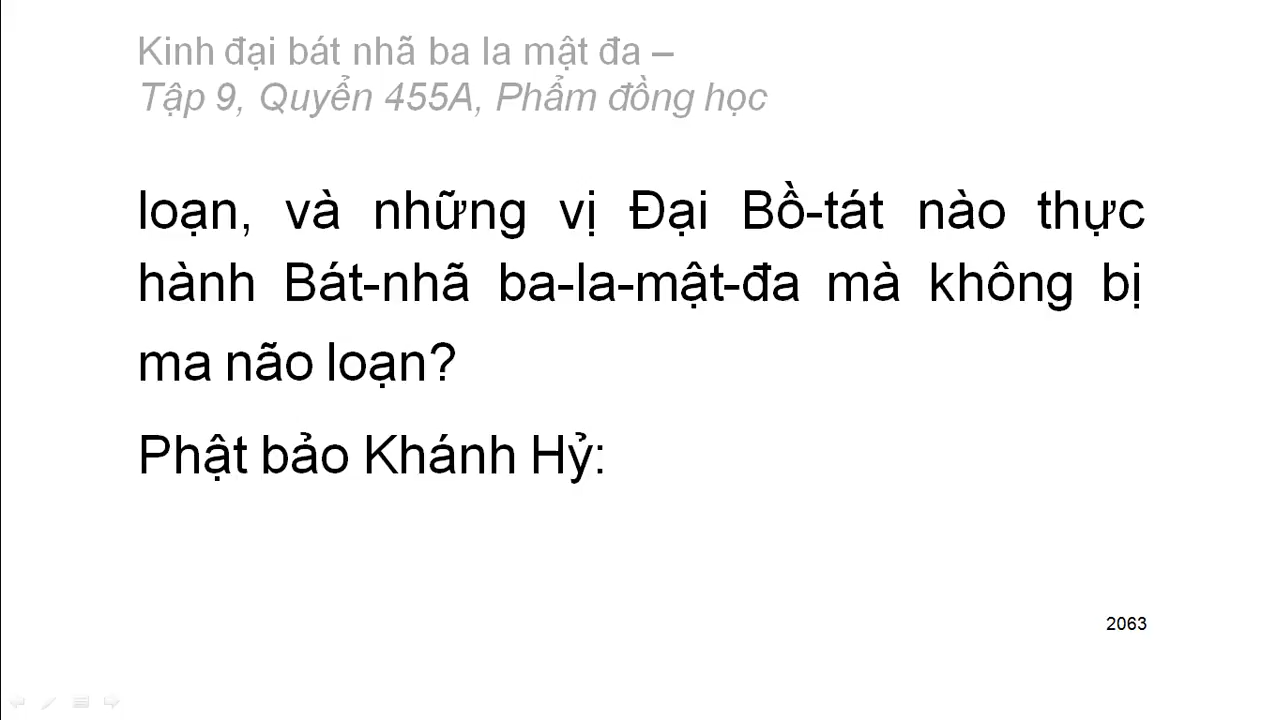 Kinh đại bát nhã ba la mật đa –
Tập 9, Quyển 455A, Phẩm đồng học
loạn, và những vị Đại Bồ-tát nào thực
hành Bát-nhã ba-la-mật-đa mà không bị
ma não loạn?
Phật bảo Khánh Hỷ:
2063